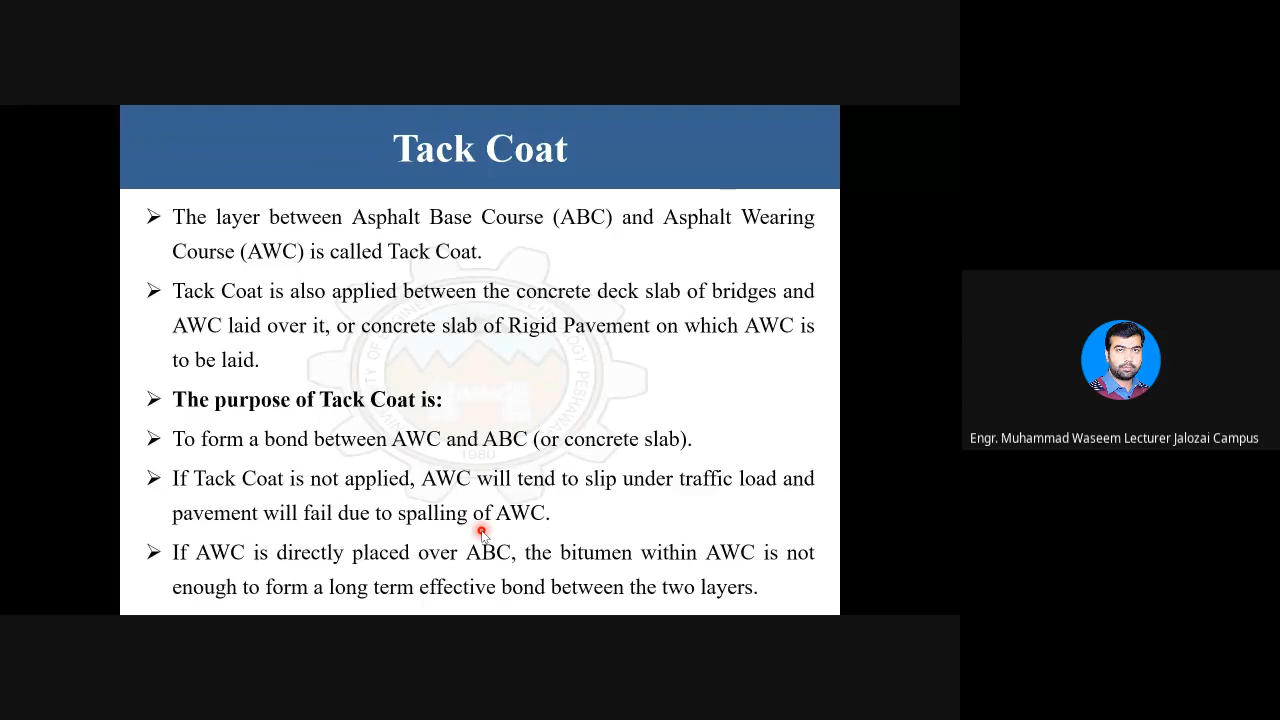 Tack Coat
➢ The layer between Asphalt Base Course (ABC) and Asphalt Wearing
Course (AWC) is called Tack Coat.
➢ Tack Coat is also applied between the concrete deck slab of bridges and
AWC laid over it, or concrete slab of Rigid Pavement on which AWC is
to be laid.
➢ The purpose of Tack Coat is:
➢ To form a bond between AWC and ABC (or concrete slab).
➢ If Tack Coat is not applied, AWC will tend to slip under traffic load and
pavement will fail due to spalling of AWC.
➢ If AWC is directly placed over ABC, the bitumen within AWC is not
enough to form a long term effective bond between the two layers.
1980
PESHAWAR
Engr. Muhammad Waseem Lecturer Jalozai Campus